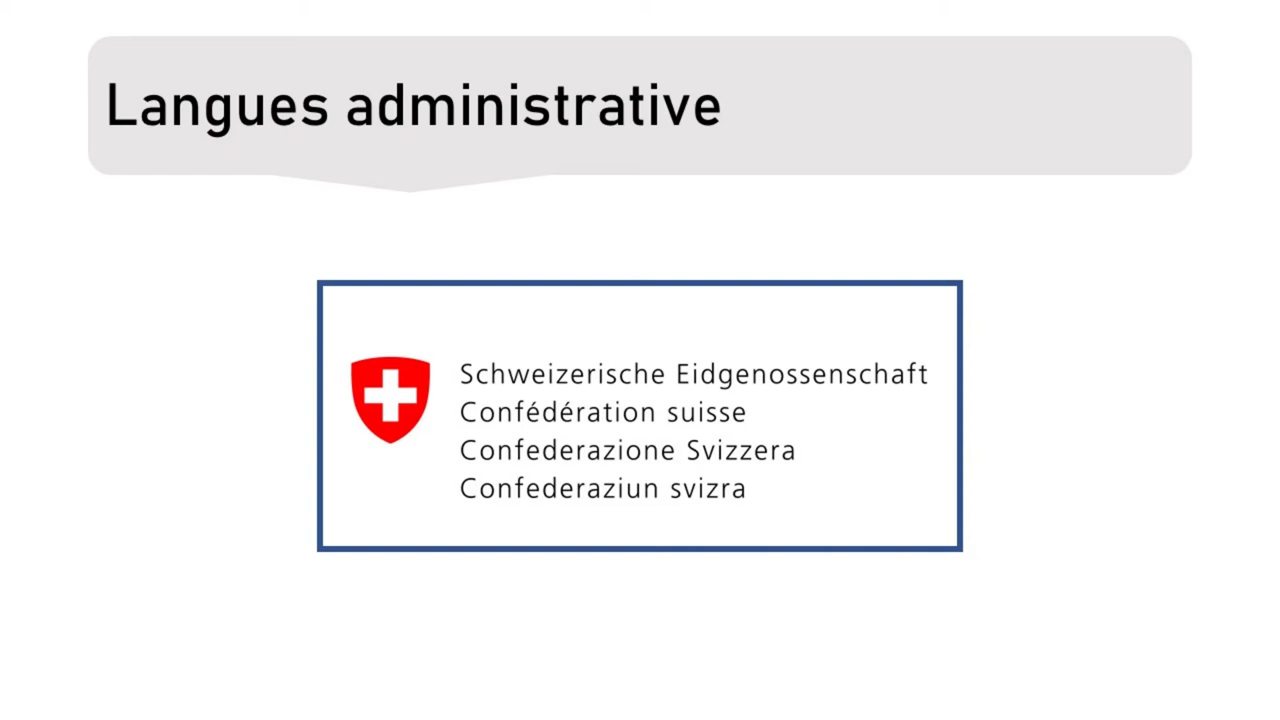 Langues administrative
Schweizerische Eidgenossenschaft
Confédération suisse
Confederazione Svizzera
Confederaziun svizra